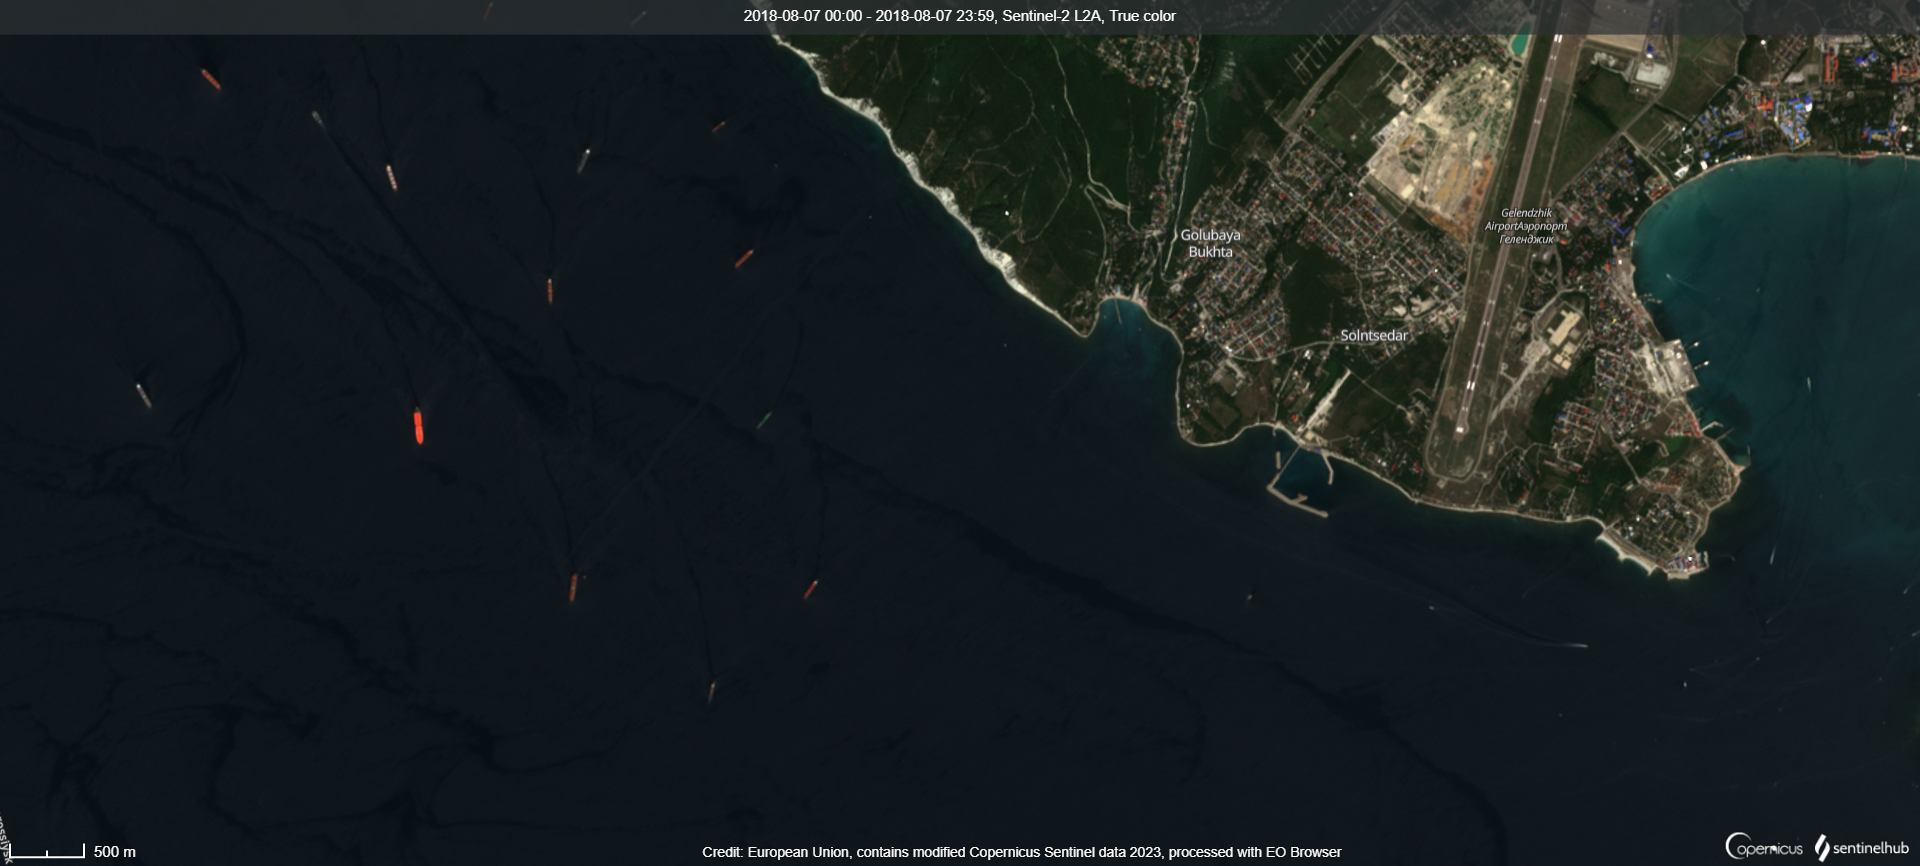 2018-08-07 00:00 - 2018-08-07 23:59, Sentinel-2 L2A, True color
Gelendzhik
AirportАэропорт
Геленджик
Golubaya
Bukhta
Solntsedar
500 m
Credit: European Union, contains modified Copernicus Sentinel data 2023, processed with EO Browser
Copernicus
sentinelhub